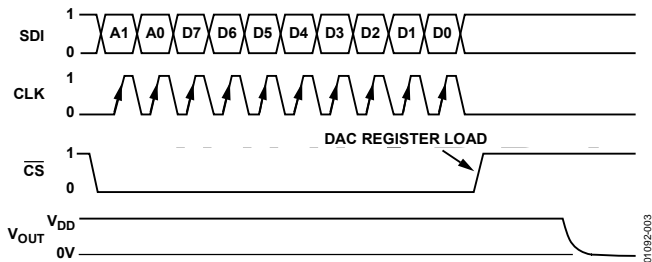 SDI
1
0
A1 A0 D7 D6 D5 D4 D3 D2 D1 D0
CLK
1
0
DAC REGISTER LOAD
CS
1
0
VOUT
VDD
0V
01092-003